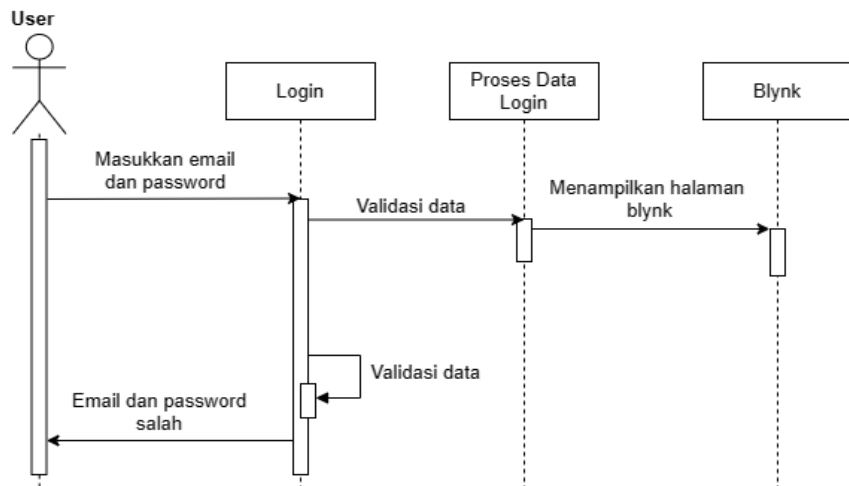 User
Login
Proses Data
Login
Blynk
Masukkan email
dan password
Validasi data
Menampilkan halaman
blynk
Validasi data
Email dan password
salah